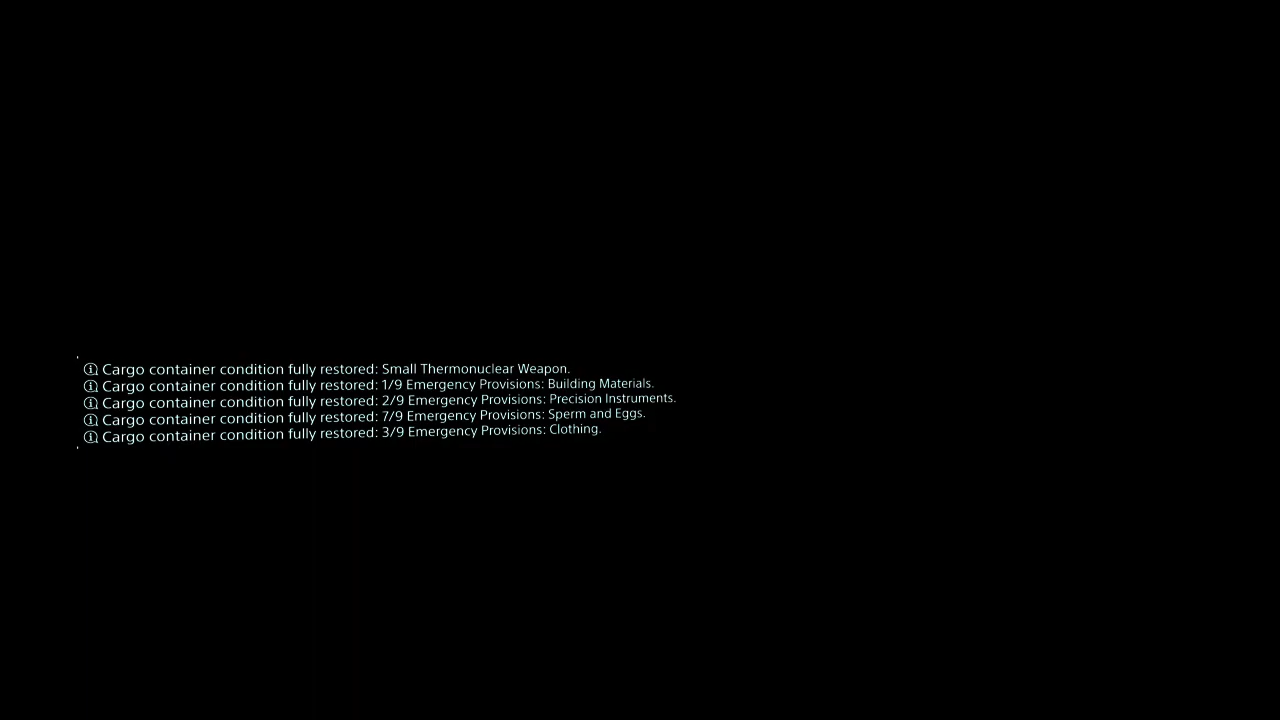 Cargo container condition fully restored: Small Thermonuclear Weapon.
Cargo container condition fully restored: 1/9 Emergency Provisions: Building Materials.
Cargo container condition fully restored: 2/9 Emergency Provisions: Precision Instruments.
Cargo container condition fully restored: 7/9 Emergency Provisions: Sperm and Eggs.
Cargo container condition fully restored: 3/9 Emergency Provisions: Clothing.